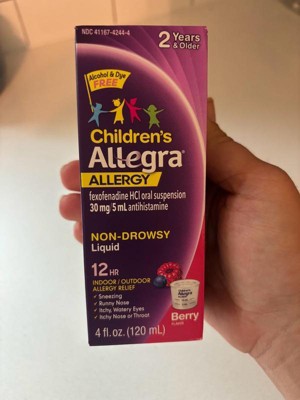 NDC 41167-4244-4
2 Years
& Older
Alcohol & Dye
FREE
Children's
Allegra®
ALLERGY
fexofenadine HCl oral suspension
30 mg/5 mL antihistamine
NON-DROWSY
Liquid
12 HR
INDOOR/OUTDOOR
ALLERGY RELIEF
✓ Sneezing
✓ Runny Nose
✓ Itchy, Watery Eyes
✓ Itchy Nose or Throat
Allegra
4 fl. oz. (120 mL)
Berry
FLAVOR